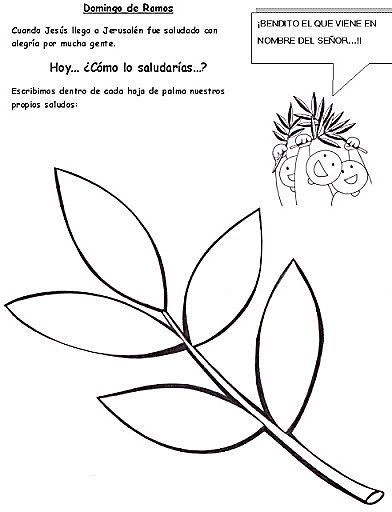 Domingo de Ramos
Cuando Jesús llego a Jerusalén fue saludado con
alegría por mucha gente.
Hoy... ¿Cómo lo saludarías...?
Escribimos dentro de cada hoja de palma nuestros
propios saludos:
¡BENDITO EL QUE VIENE EN
NOMBRE DEL SEÑOR...!!